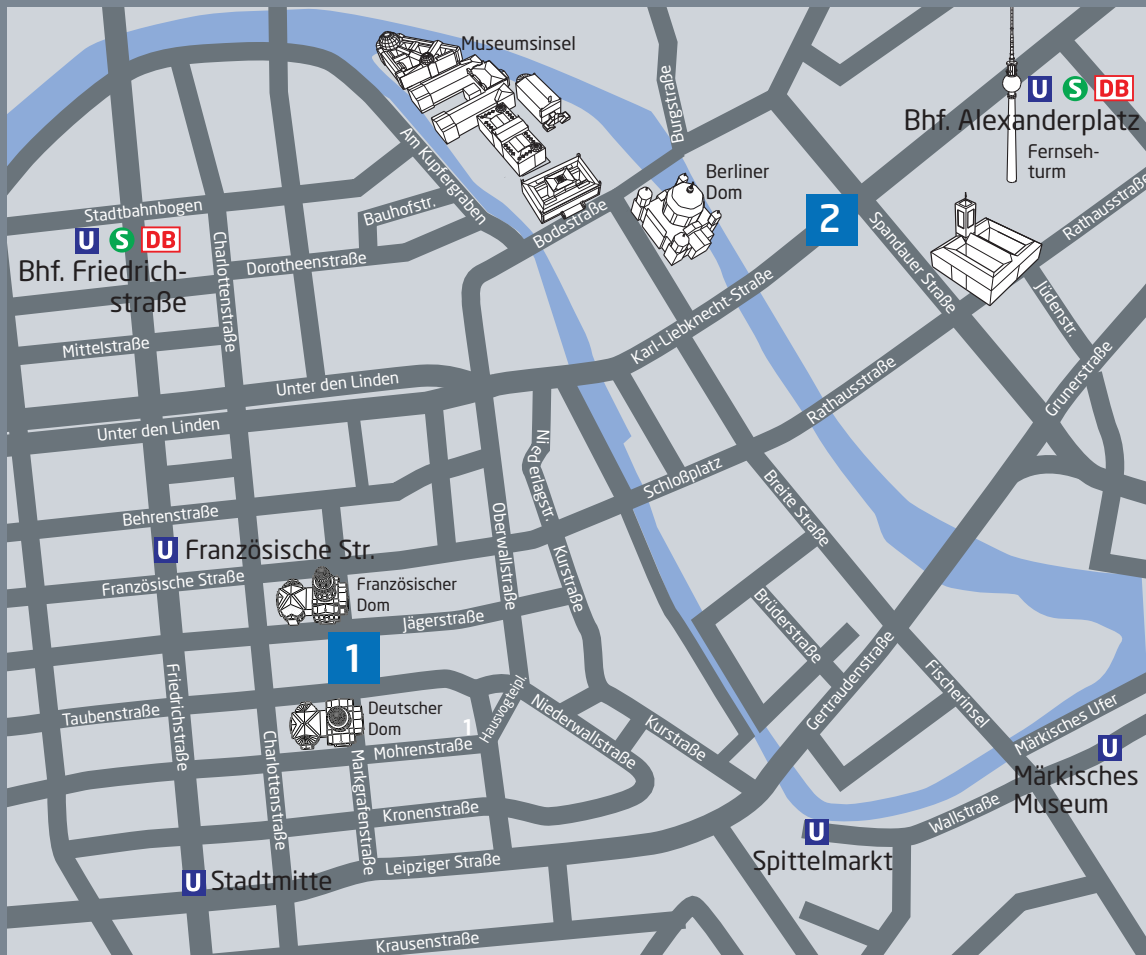 Museumsinsel
Burgstraße
U S DB
Bhf. Alexanderplatz
Fernseh-
turm
Am Kupfergraben
Berliner
Dom
Stadtbahnbogen
Bauhofstr.
Bodestraße
2
Spandauer Straße
Rathausstraße
U S DB
Bhf. Friedrich-
straße
Charlottenstraße
Dorotheenstraße
Jüdenstr.
Mittelstraße
Karl-Liebknecht-Straße
Unter den Linden
Rathausstraße
Grunerstraße
Unter den Linden
Niederlagstr.
Schloßplatz
Breite Straße
Behrenstraße
Oberwallstraße
U Französische Str.
Französische Straße
Französischer
Dom
Kurstraße
Brüderstraße
Jägerstraße
1
Gertraudenstraße
Fischerinsel
Friedrichstraße
Taubenstraße
Deutscher
Dom
1
Hausvogteipl.
Niederwallstraße
Kurstraße
Märkisches Ufer
Mohrenstraße
Charlottenstraße
Markgrafenstraße
U
Märkisches
Museum
Kronenstraße
Wallstraße
U
Spittelmarkt
Leipziger Straße
U Stadtmitte
Krausenstraße